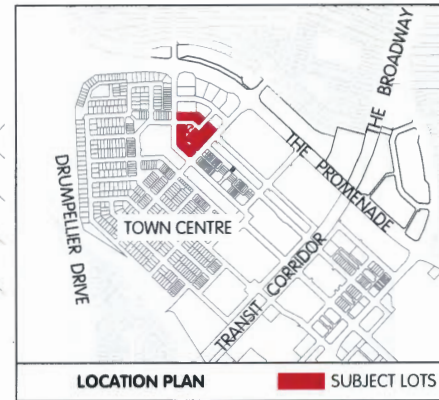 THE BROADWAY
THE PROMENADE
DRUMPELLIER DRIVE
TOWN CENTRE
TRANSIT CORRIDOR
LOCATION PLAN
SUBJECT LOTS